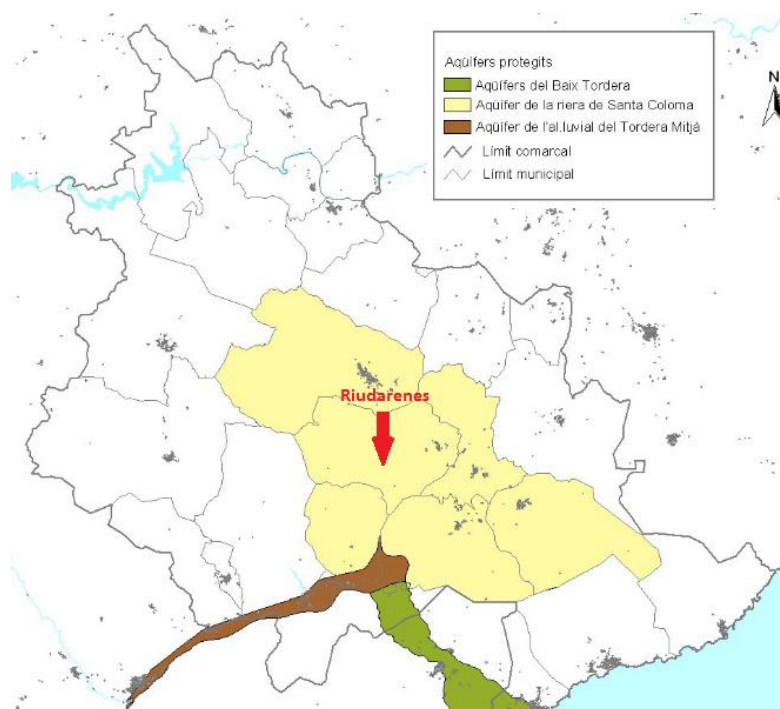 Aqüífers protegits
Aqüífers del Baix Tordera
Aqüífer de la riera de Santa Coloma
Aqüífer de l'al.luvial del Tordera Mitjà
Límit comarcal
Límit municipal
N
Riudarenes